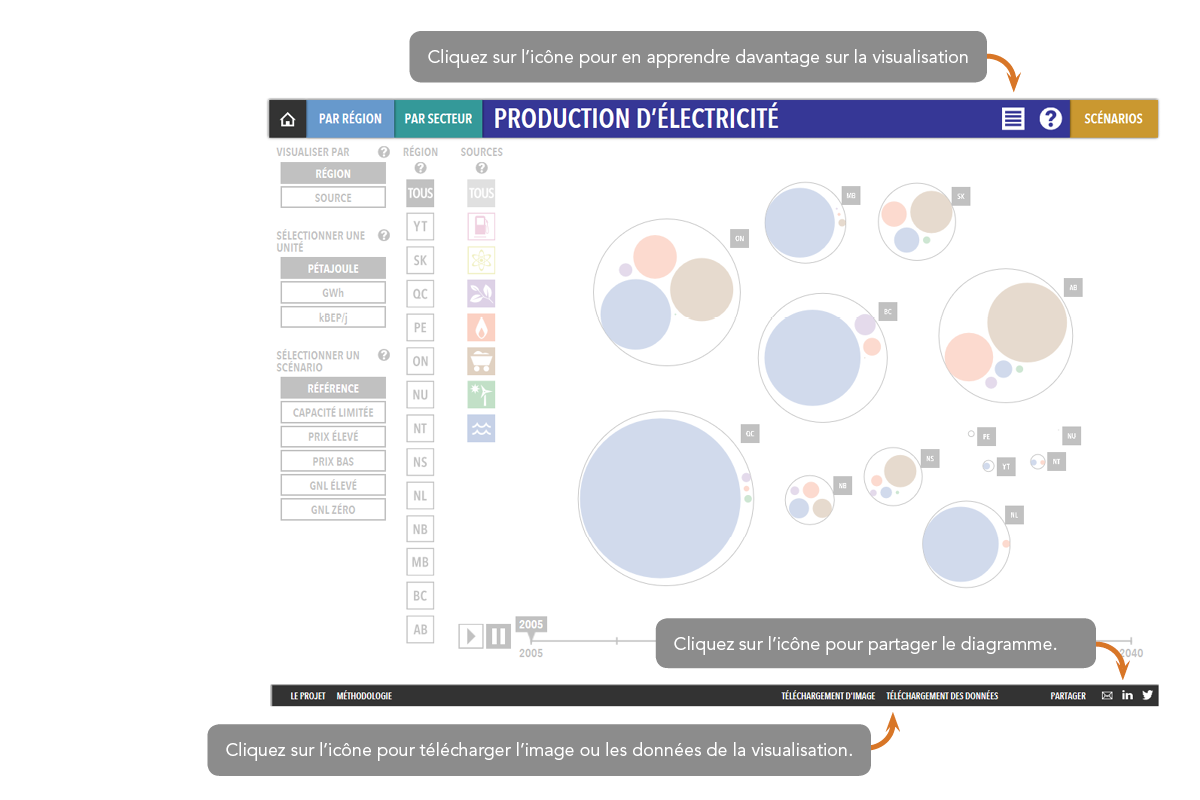 Cliquez sur l’icône pour en apprendre davantage sur la visualisation
PAR RÉGION
PAR SECTEUR
PRODUCTION D’ÉLECTRICITÉ
?
SCÉNARIOS
VISUALISER PAR ?
RÉGION
SOURCE
SÉLECTIONNER UNE ?
UNITÉ
PÉTAJOULE
GWh
kBEP/j
SÉLECTIONNER UN ?
SCÉNARIO
RÉFÉRENCE
CAPACITÉ LIMITÉE
PRIX ÉLEVÉ
PRIX BAS
GNL ÉLEVÉ
GNL ZÉRO
RÉGION
?
TOUS
YT
SK
QC
PE
ON
NU
NT
NS
NL
NB
MB
BC
AB
SOURCES
?
TOUS
MB
SK
ON
AB
BC
QC
PE
NU
NS
YT
NT
NB
NL
2005
2005
2040
Cliquez sur l’icône pour partager le diagramme.
LE PROJET
MÉTHODOLOGIE
TÉLÉCHARGEMENT D'IMAGE
TÉLÉCHARGEMENT DES DONNÉES
PARTAGER
in
Cliquez sur l’icône pour télécharger l’image ou les données de la visualisation.